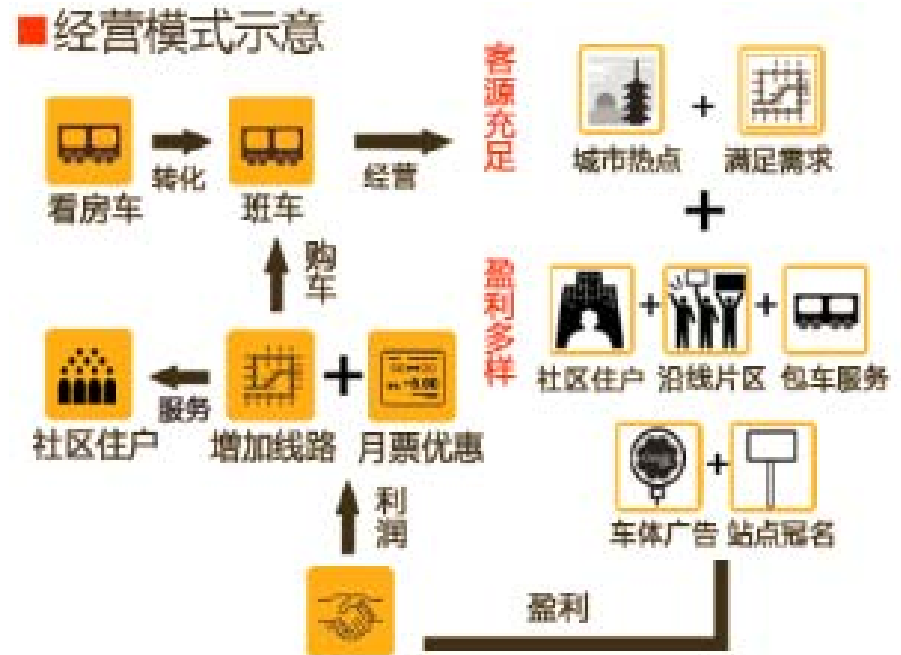 经营模式示意
客源充足
城市热点
+
满足需求
看房车
转化
班车
经营
+
购车
盈利多样
社区住户
+
沿线片区
+
包车服务
社区住户
服务
增加线路
+
月票优惠
车体广告
+
站点冠名
利润
盈利